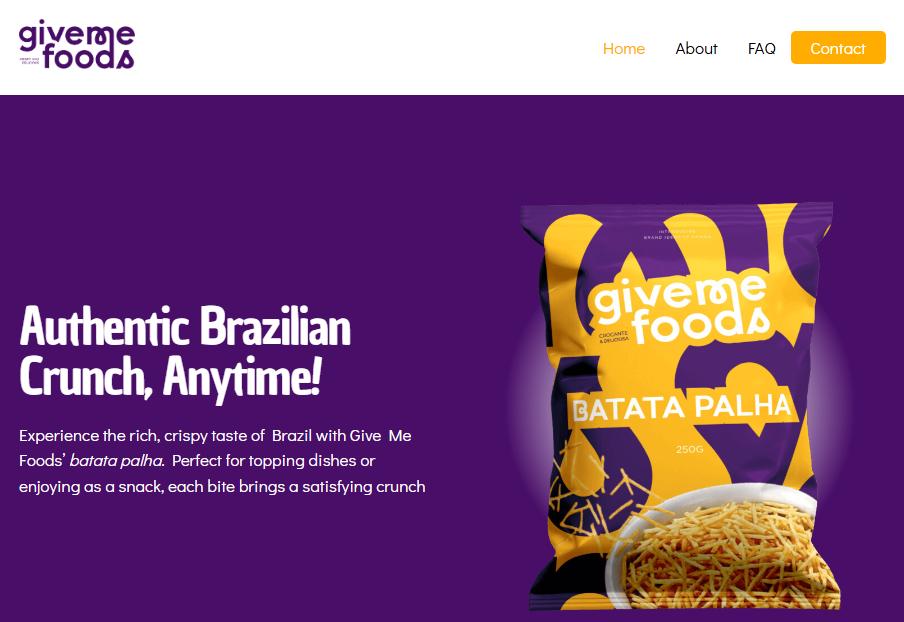 giveme
foods
Home
About
FAQ
Contact
Authentic Brazilian
Crunch, Anytime!
Experience the rich, crispy taste of Brazil with Give Me
Foods’ batata palha. Perfect for topping dishes or
enjoying as a snack, each bite brings a satisfying crunch
giveme
foods
CROCANTE
& DELICIOSA
BATATA PALHA
250G